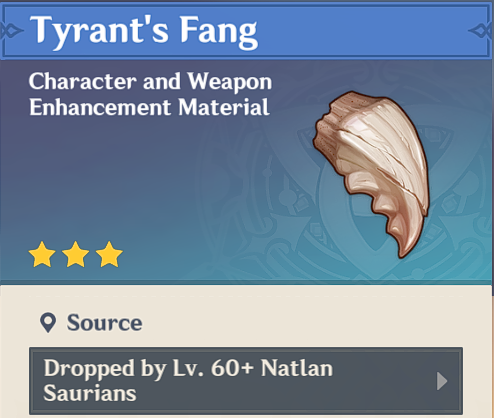 Tyrant's Fang
Character and Weapon
Enhancement Material
Source
Dropped by Lv. 60+ Natlan
Saurians